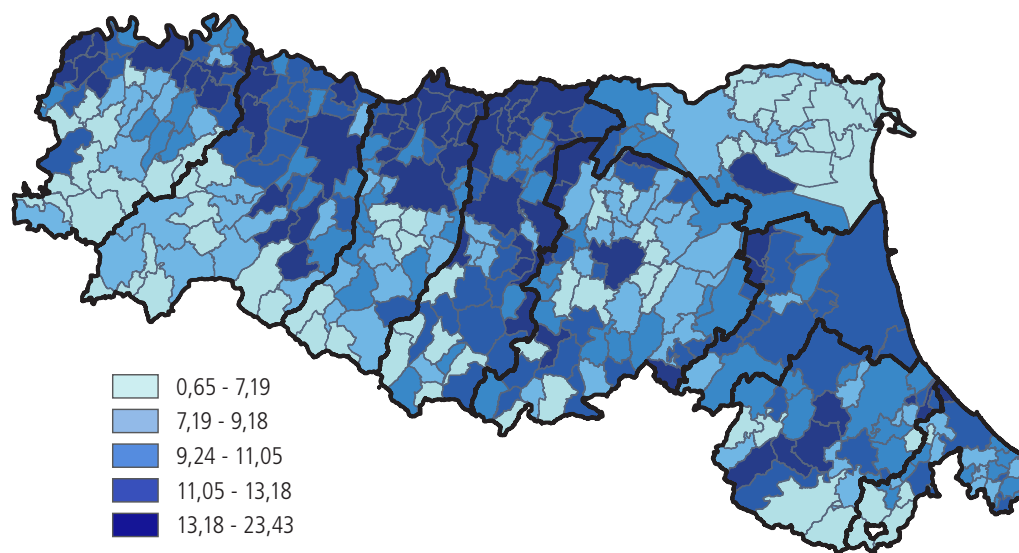 0,65 - 7,19
7,19 - 9,18
9,24 - 11,05
11,05 - 13,18
13,18 - 23,43